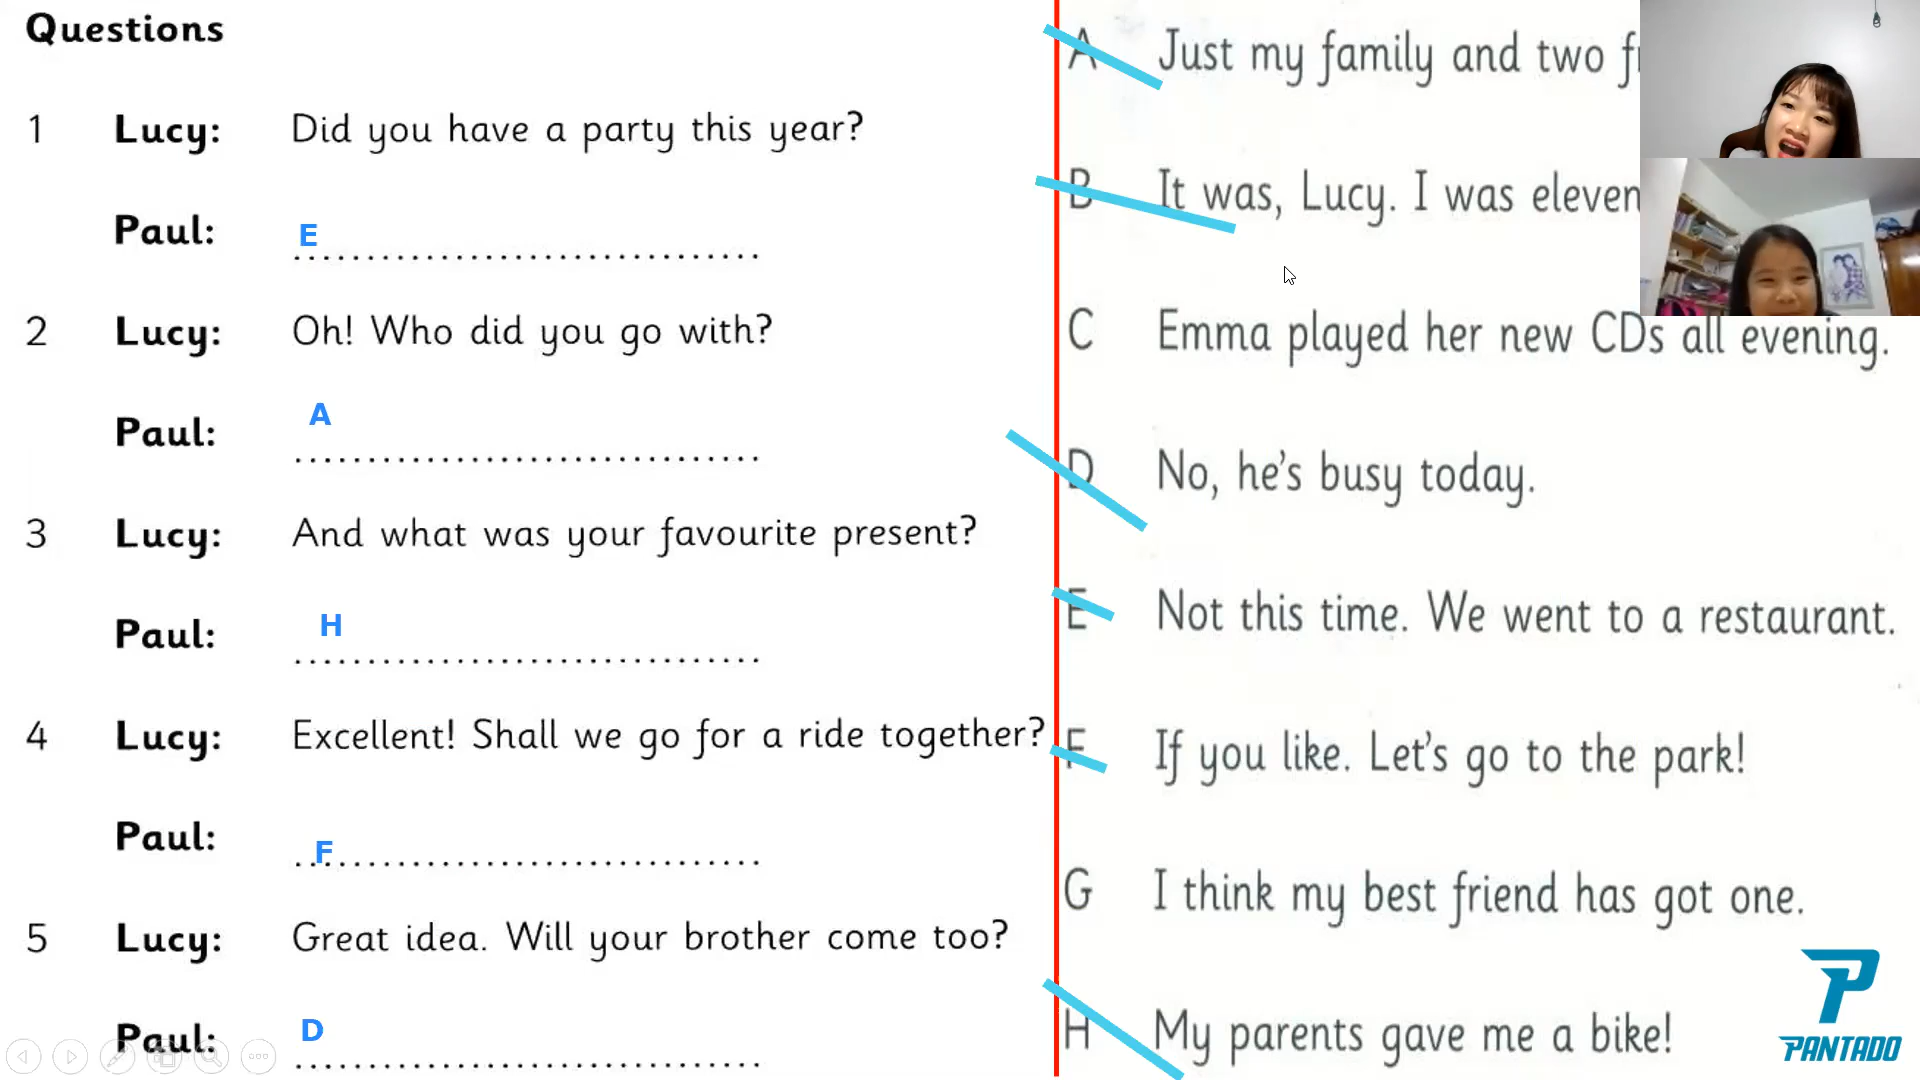 Questions
1 Lucy: Did you have a party this year?
Paul: E ................................
2 Lucy: Oh! Who did you go with?
Paul: A ................................
3 Lucy: And what was your favourite present?
Paul: H ................................
4 Lucy: Excellent! Shall we go for a ride together?
Paul: F ................................
5 Lucy: Great idea. Will your brother come too?
Paul: D ................................
A Just my family and two
B It was, Lucy. I was eleven
C Emma played her new CDs all evening.
D No, he's busy today.
E Not this time. We went to a restaurant.
F If you like. Let's go to the park!
G I think my best friend has got one.
H My parents gave me a bike!
PANTADO